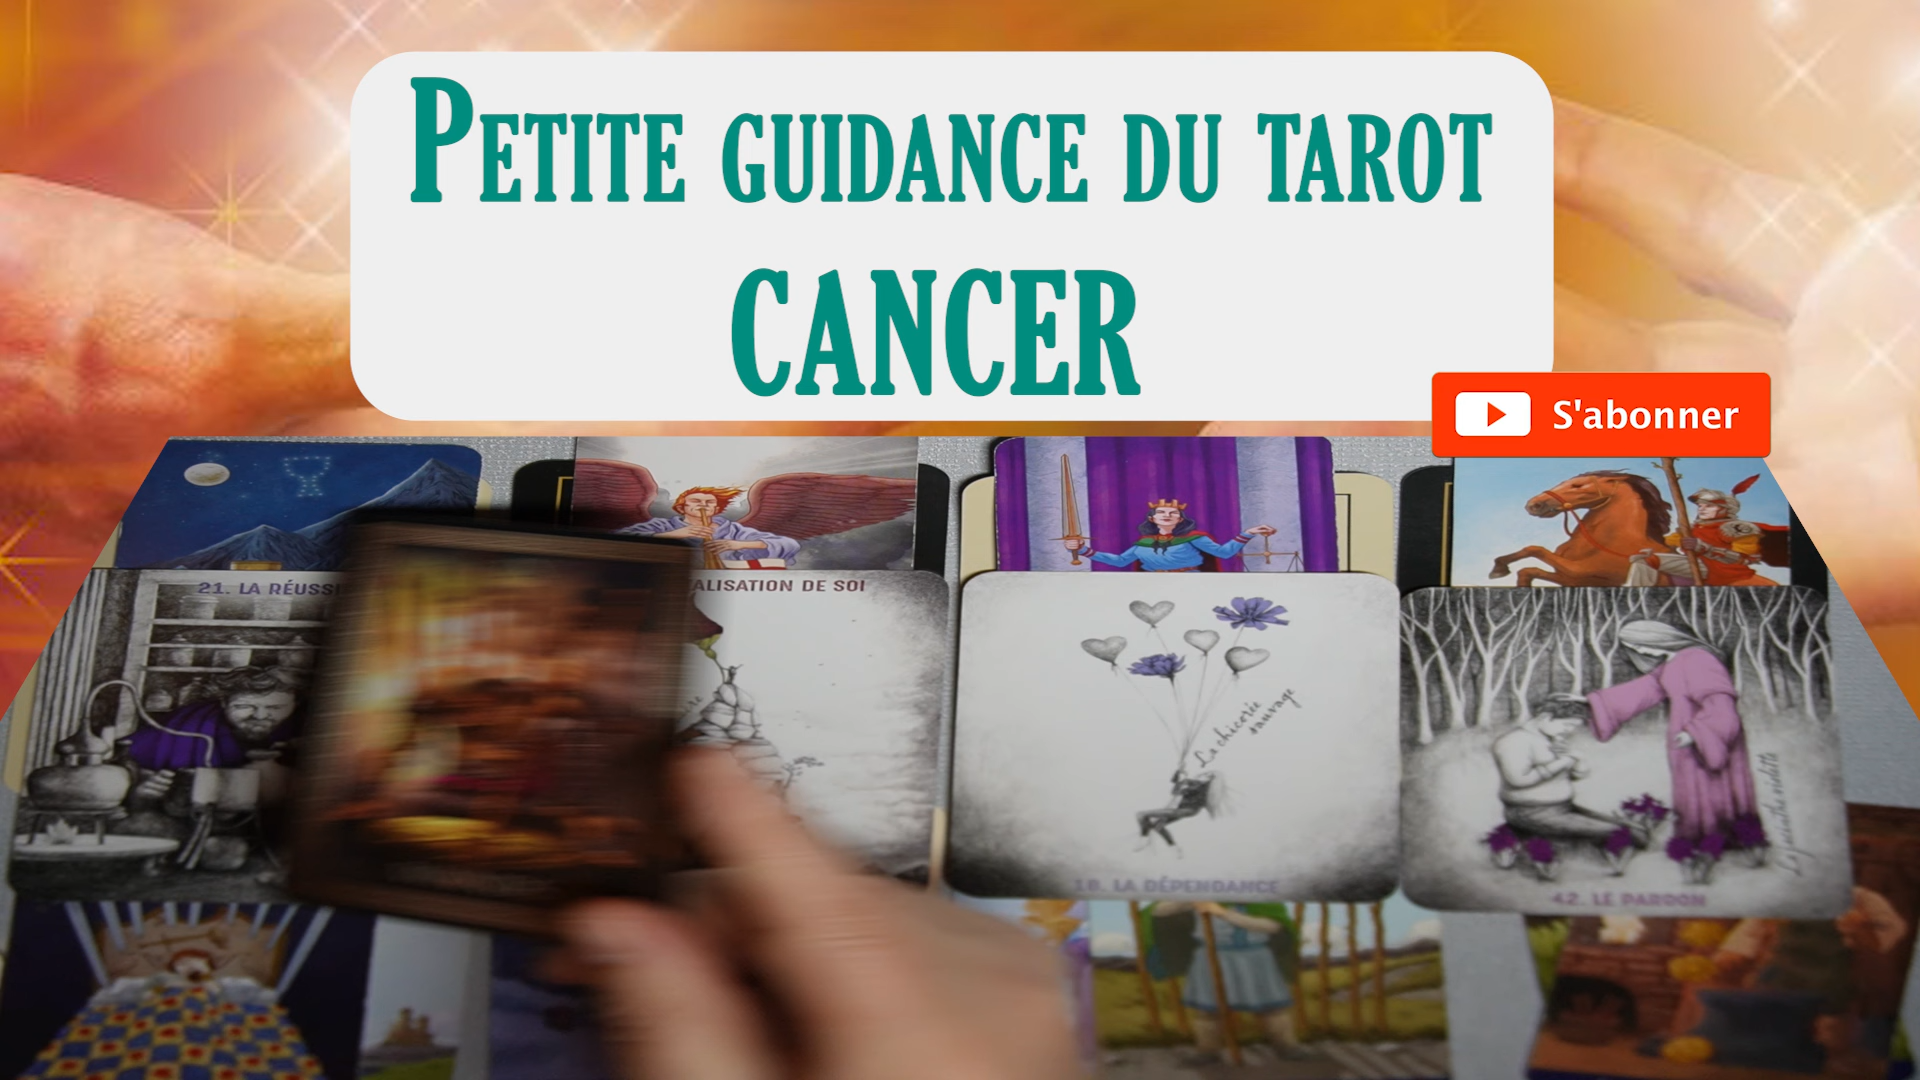 Petite guidance du tarot
CANCER
S'abonner
21. LA RÉUSS
ALISATION DE SOI
La chicorée
sauvage
18. LA DÉPENDANCE
42. LE PARDON